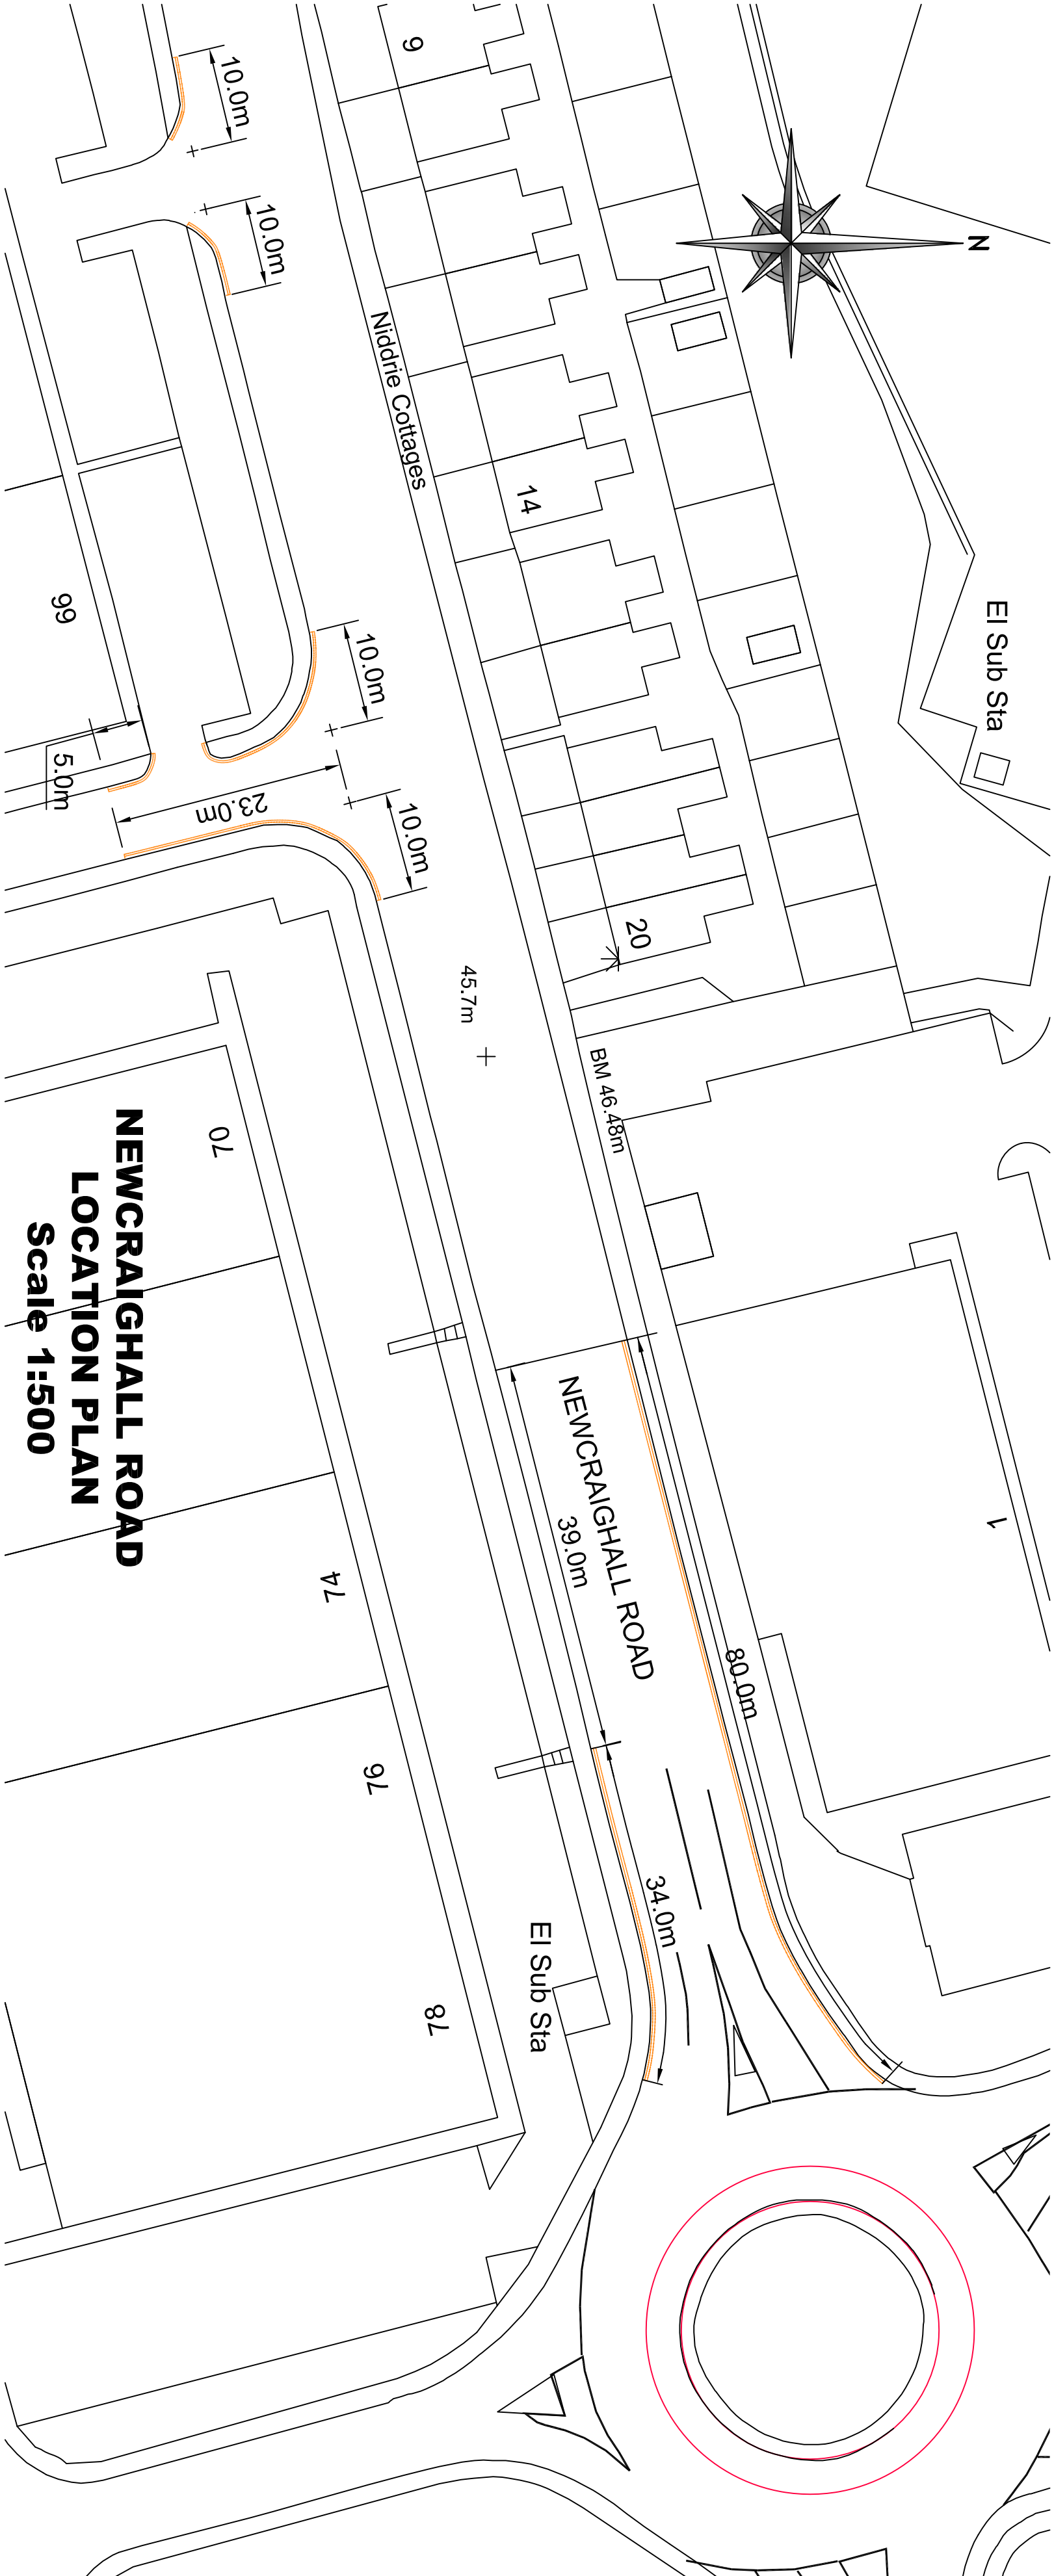 9
10.0m
10.0m
N
Niddrie Cottages
14
El Sub Sta
99
10.0m
5.0m
23.0m
10.0m
20
45.7m
BM 46.48m
70
NEWCRAIGHALL ROAD
LOCATION PLAN
Scale 1:500
NEWCRAIGHALL ROAD
39.0m
1
80.0m
74
76
34.0m
El Sub Sta
78